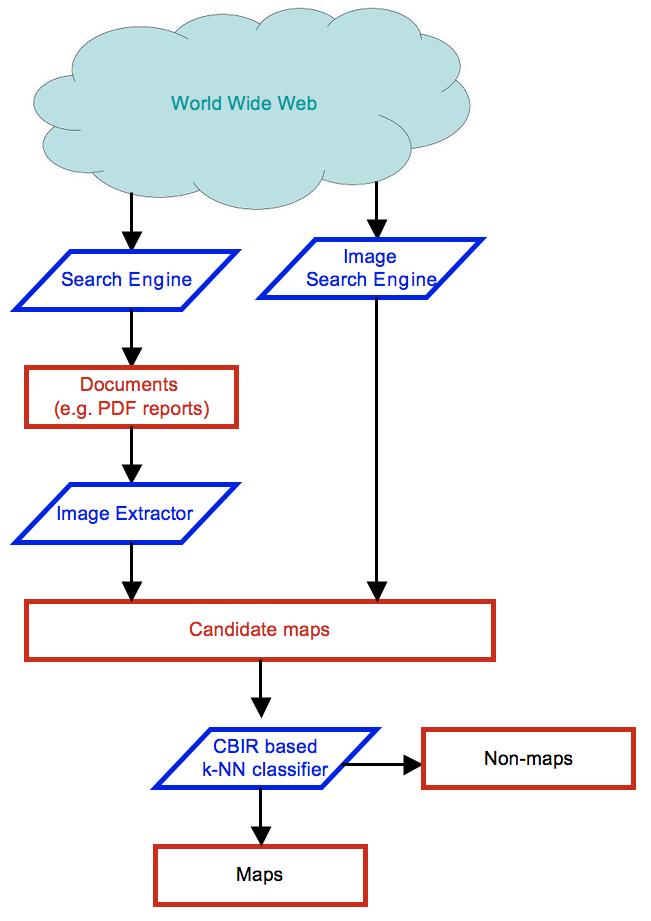 World Wide Web
Search Engine
Image
Search Engine
Documents
(e.g. PDF reports)
Image Extractor
Candidate maps
CBIR based
k-NN classifier
Non-maps
Maps